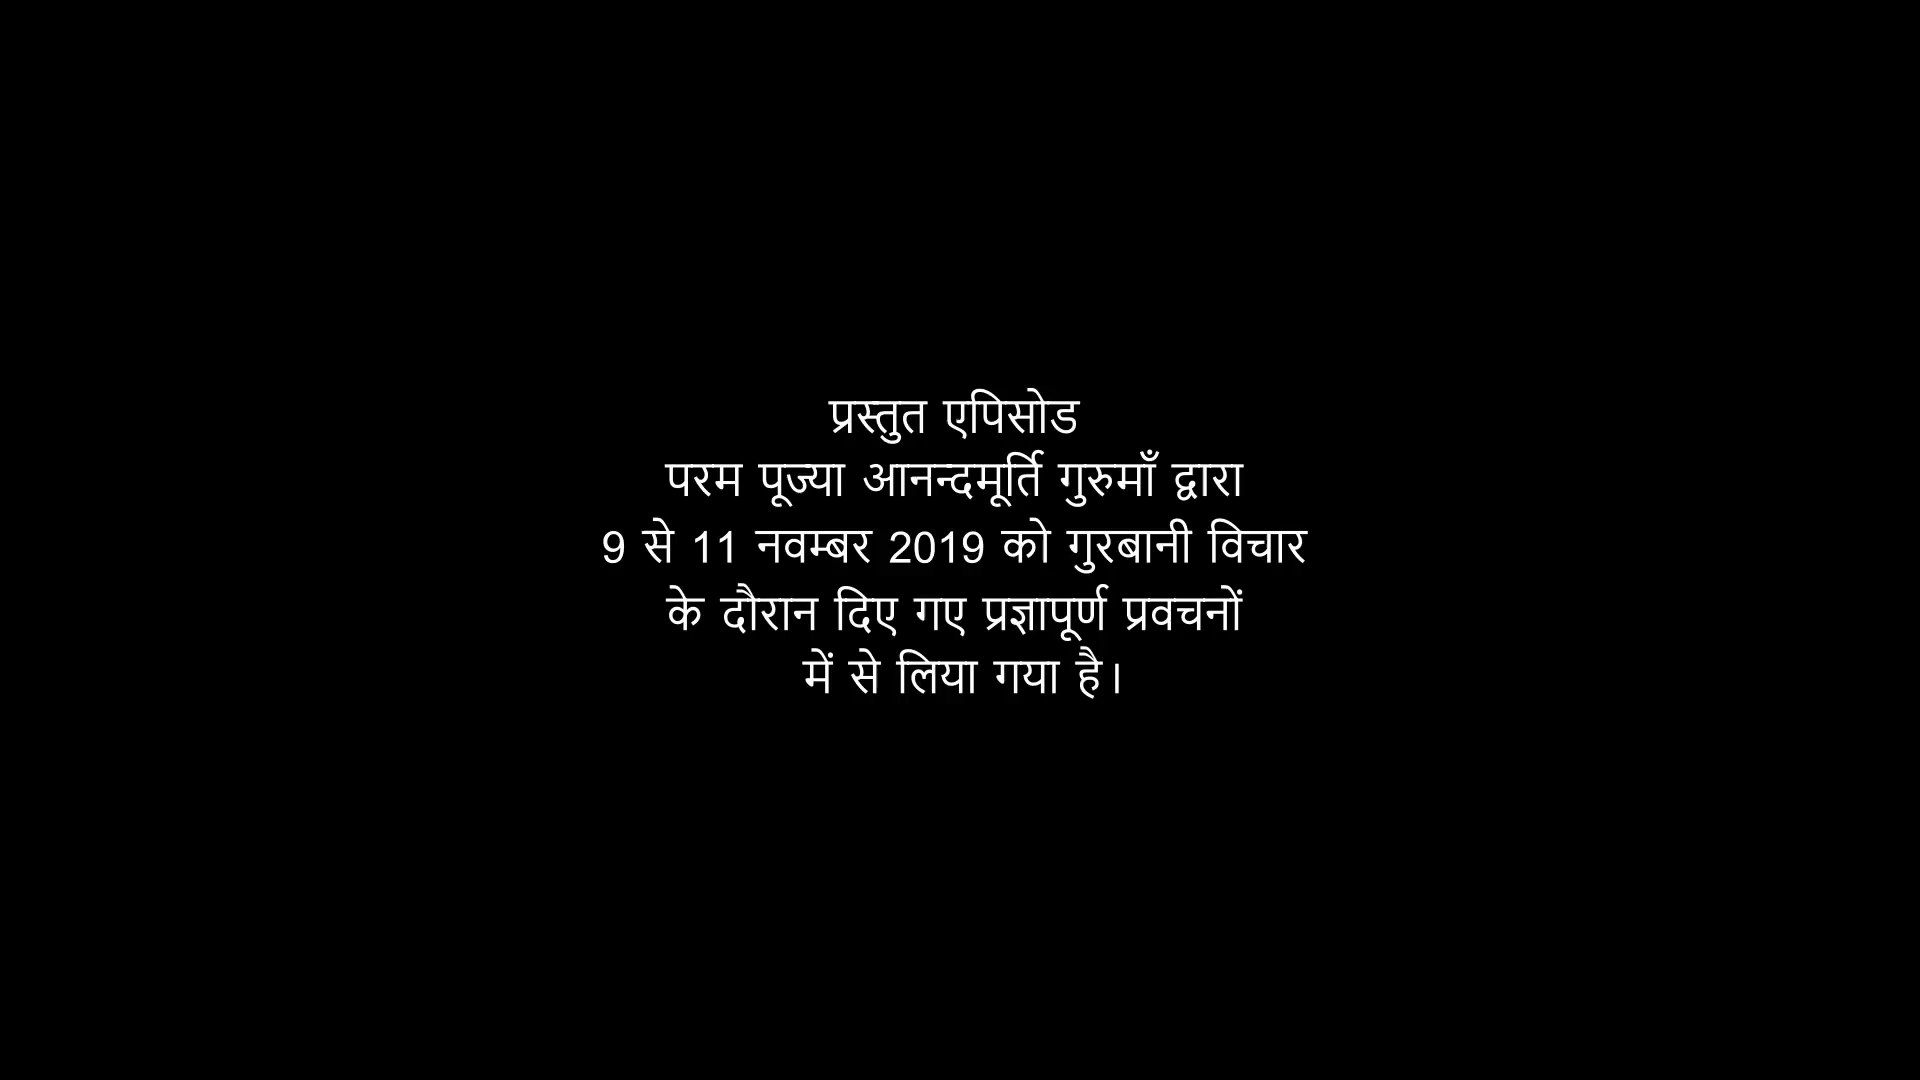 प्रस्तुत एपिसोड
परम पूज्या आनन्दमूर्ति गुरुमाँ द्वारा
9 से 11 नवम्बर 2019 को गुरबानी विचार
के दौरान दिए गए प्रज्ञापूर्ण प्रवचनों
में से लिया गया है।